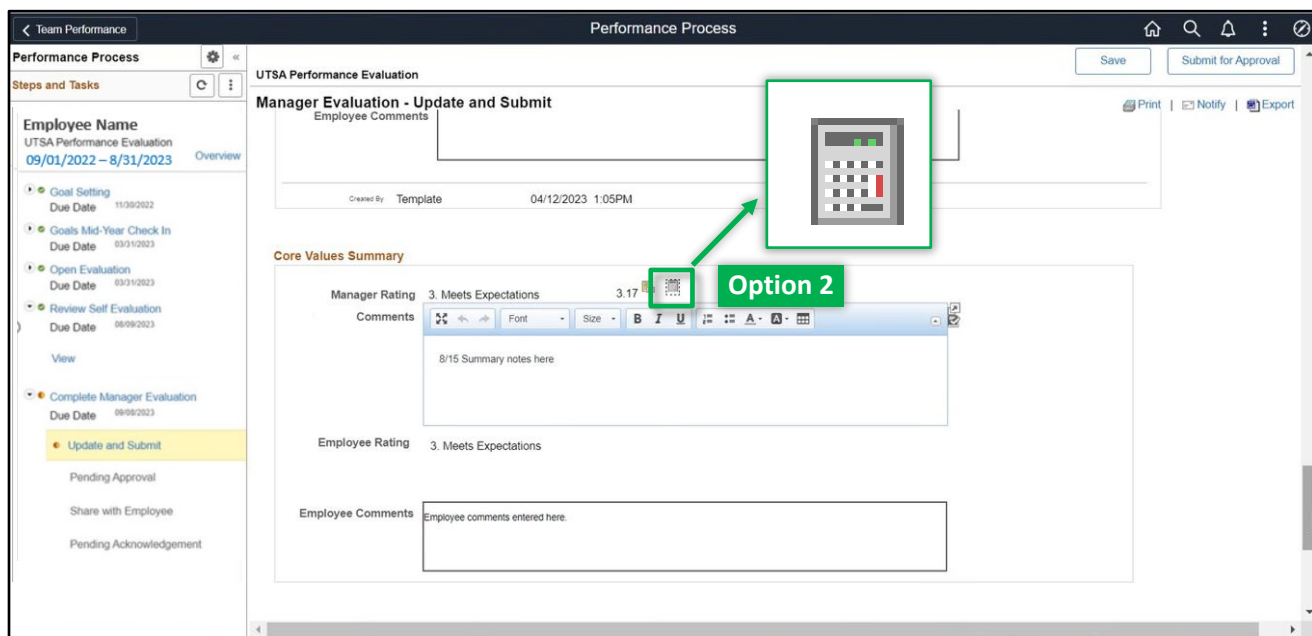 Team Performance
Performance Process
Performance Process
Save
Submit for Approval
Steps and Tasks
UTSA Performance Evaluation
Manager Evaluation - Update and Submit
Print | Notify | Export
Employee Name
UTSA Performance Evaluation
09/01/2022 – 8/31/2023
Overview
Goal Setting
Due Date 11/30/2022
Goals Mid-Year Check In
Due Date 03/31/2023
Open Evaluation
Due Date 03/31/2023
Review Self Evaluation
Due Date 08/09/2023
View
Complete Manager Evaluation
Due Date 09/08/2023
Update and Submit
Pending Approval
Share with Employee
Pending Acknowledgement
Employee Comments
Created By Template 04/12/2023 1:05PM
Core Values Summary
Option 2
Manager Rating 3. Meets Expectations 3.17
Comments
Font Size B I U A A
8/15 Summary notes here
Employee Rating 3. Meets Expectations
Employee Comments
Employee comments entered here.